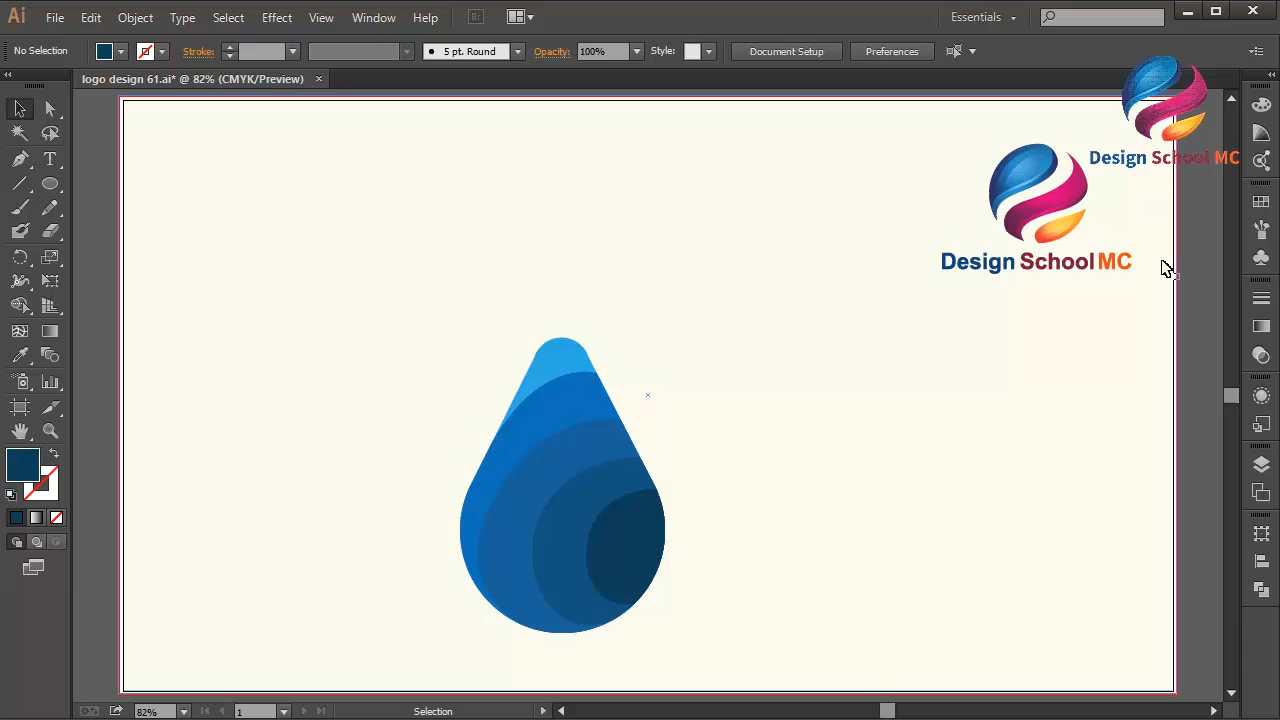 Ai File Edit Object Type Select Effect View Window Help Br Essentials
No Selection Stroke: 5 pt. Round Opacity: 100% Style: Document Setup Preferences
logo design 61.ai* @ 82% (CMYK/Preview)
Design School MC
Design School MC
82% 1 Selection